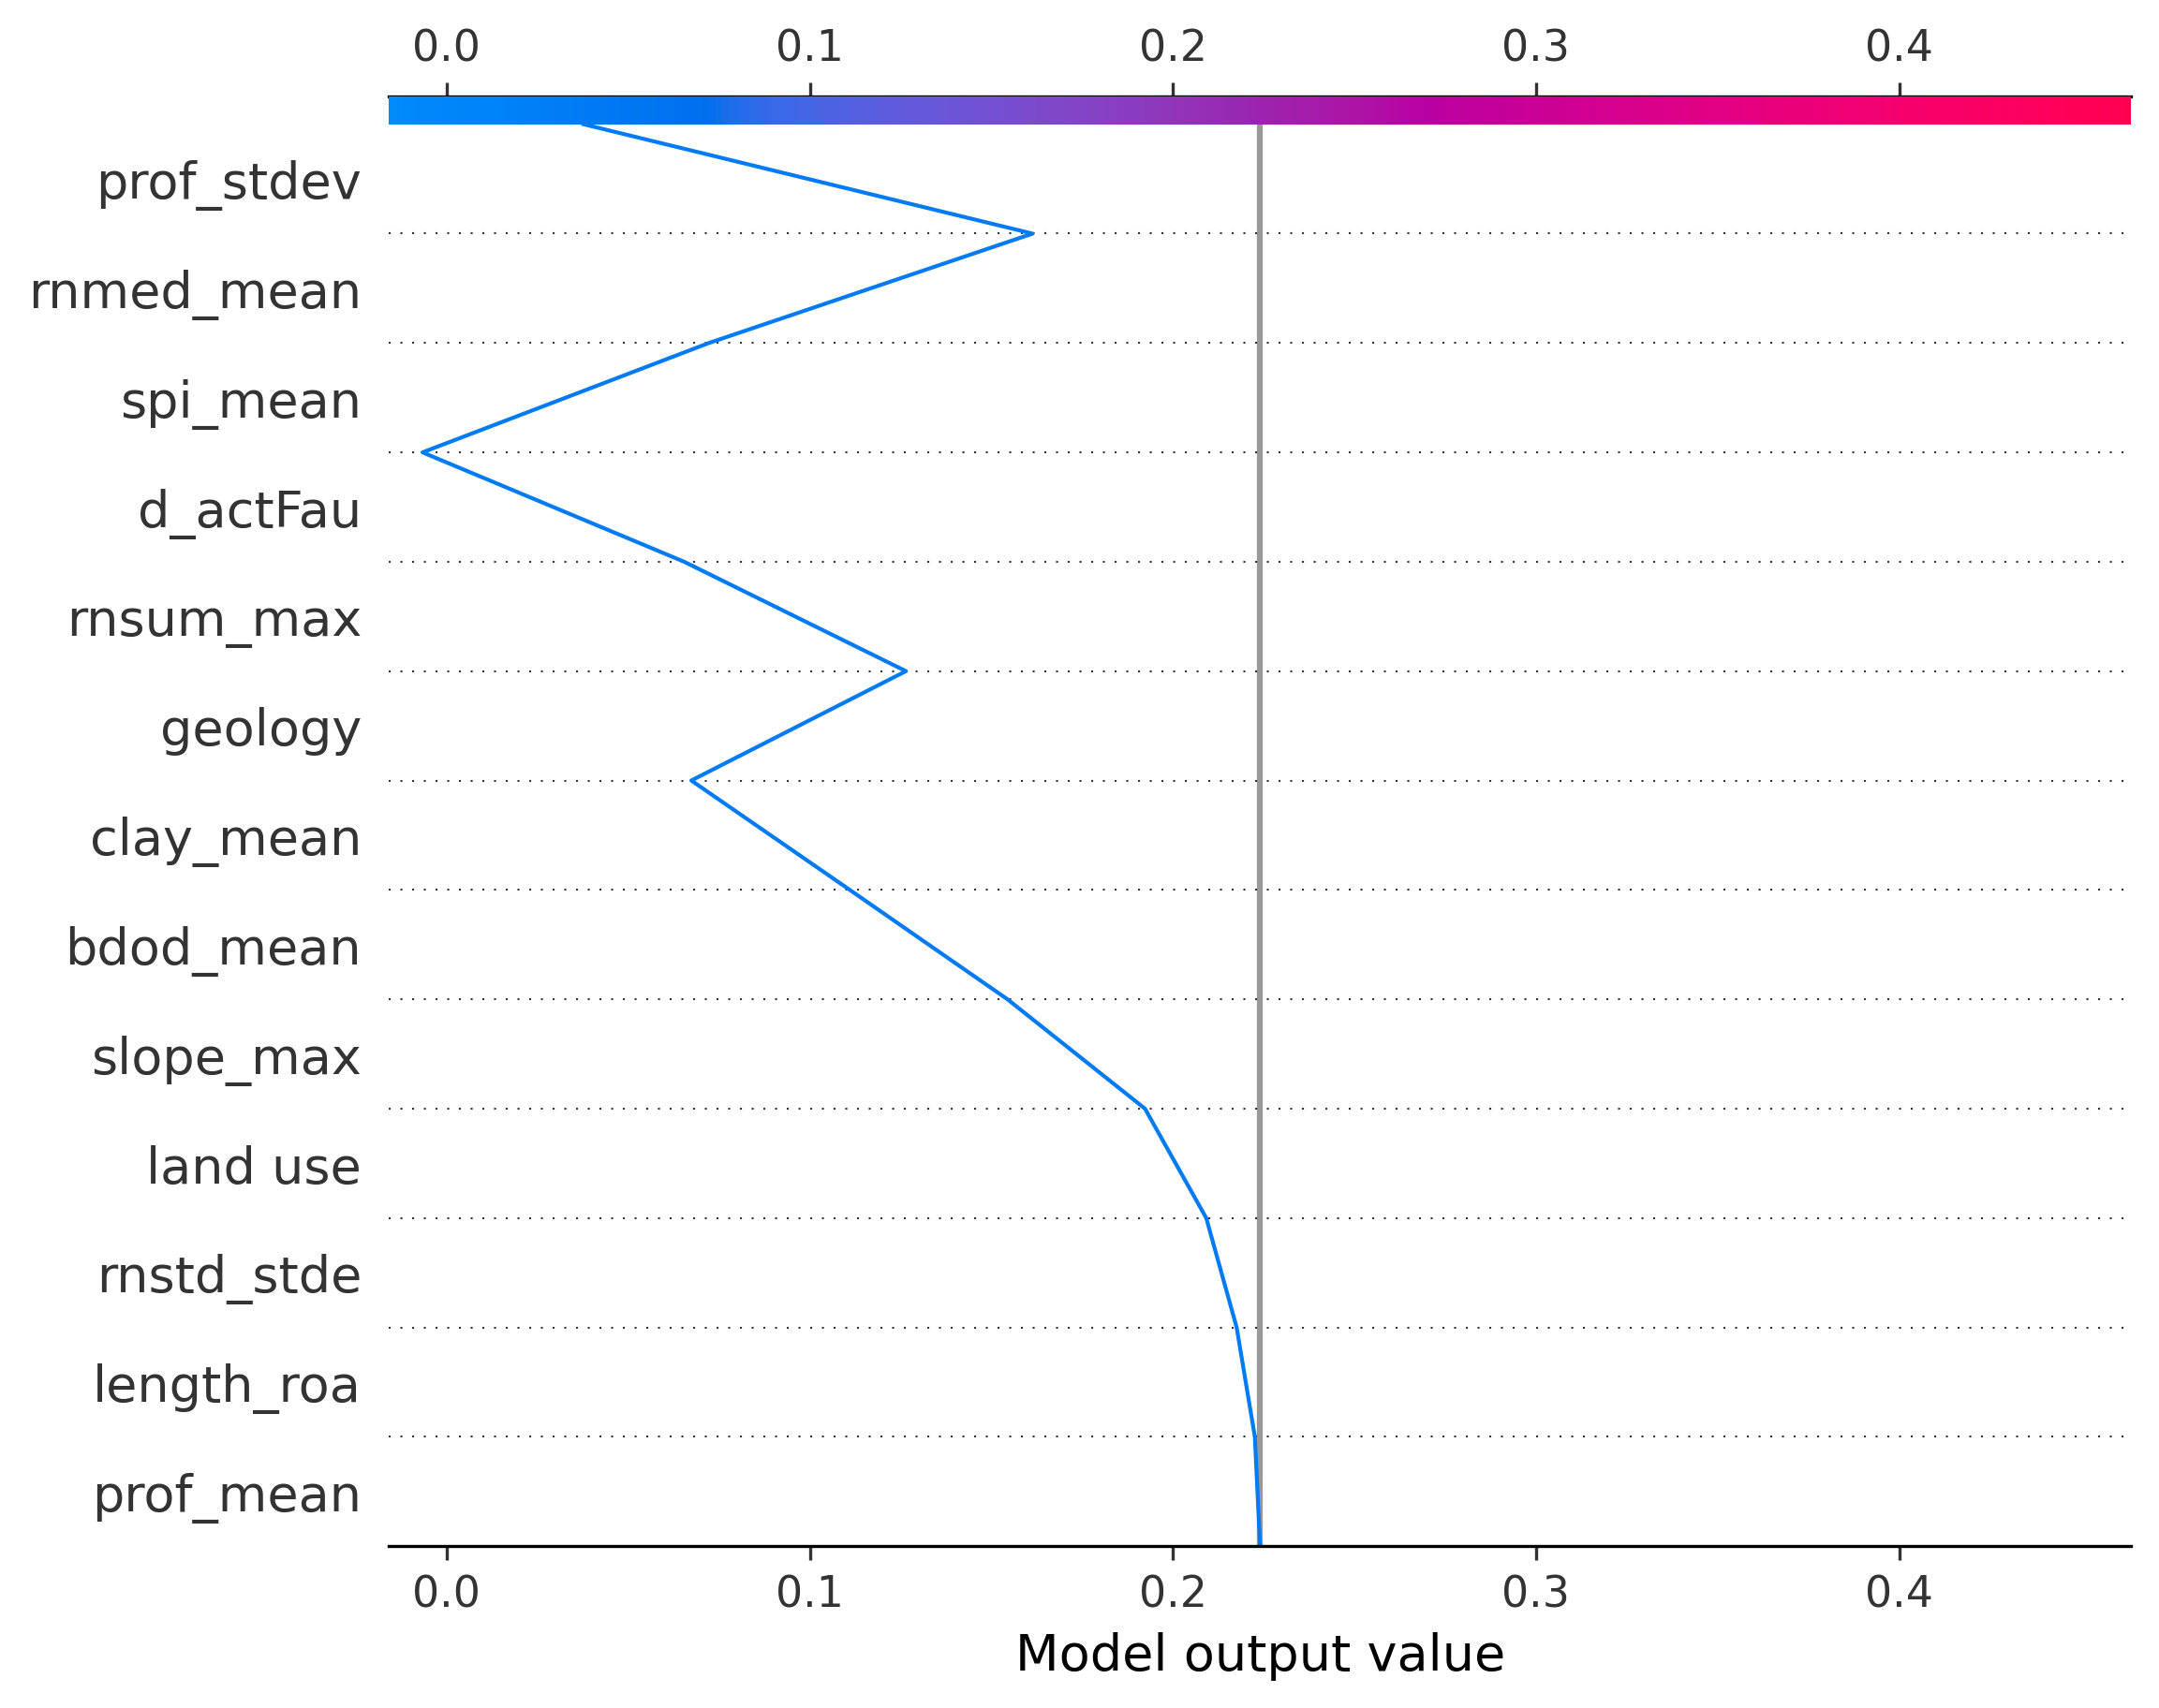 0.0 0.1 0.2 0.3 0.4
prof_stdev
rnmed_mean
spi_mean
d_actFau
rnsum_max
geology
clay_mean
bdod_mean
slope_max
land use
rnstd_stde
length_roa
prof_mean
0.0 0.1 0.2 0.3 0.4
Model output value